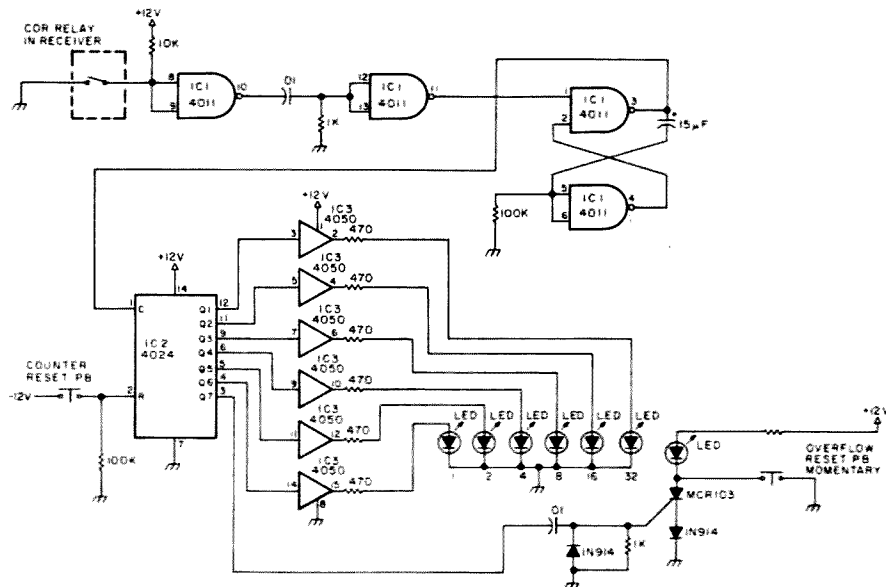 COR RELAY
IN RECEIVER
+12V
10K
8
9
IC1
4011
10
.01
1K
12
13
IC1
4011
11
1
2
IC1
4011
3
+
15µF
5
6
IC1
4011
4
100K
+12V
14
1
C
IC2
4024
Q1
Q2
Q3
Q4
Q5
Q6
Q7
12
11
9
6
5
4
3
COUNTER
RESET PB
-12V
2
R
7
100K
+12V
IC3
4050
3
1
2
470
IC3
4050
5
4
470
IC3
4050
7
6
470
IC3
4050
9
10
470
IC3
4050
11
12
470
IC3
4050
14
15
470
8
LED
LED
LED
LED
LED
LED
1
2
4
8
16
32
+12V
LED
OVERFLOW
RESET PB
MOMENTARY
MCR103
1N914
.01
1N914
1K